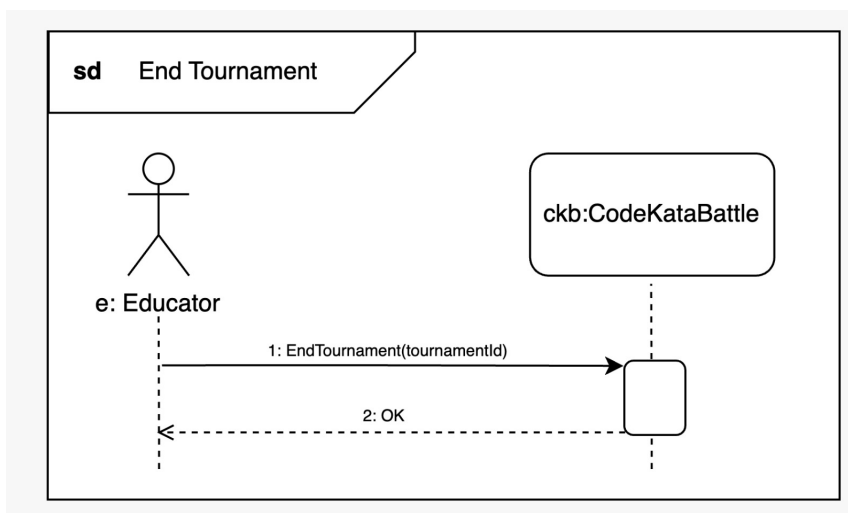 sd End Tournament
ckb:CodeKataBattle
e: Educator
1: EndTournament(tournamentId)
2: OK